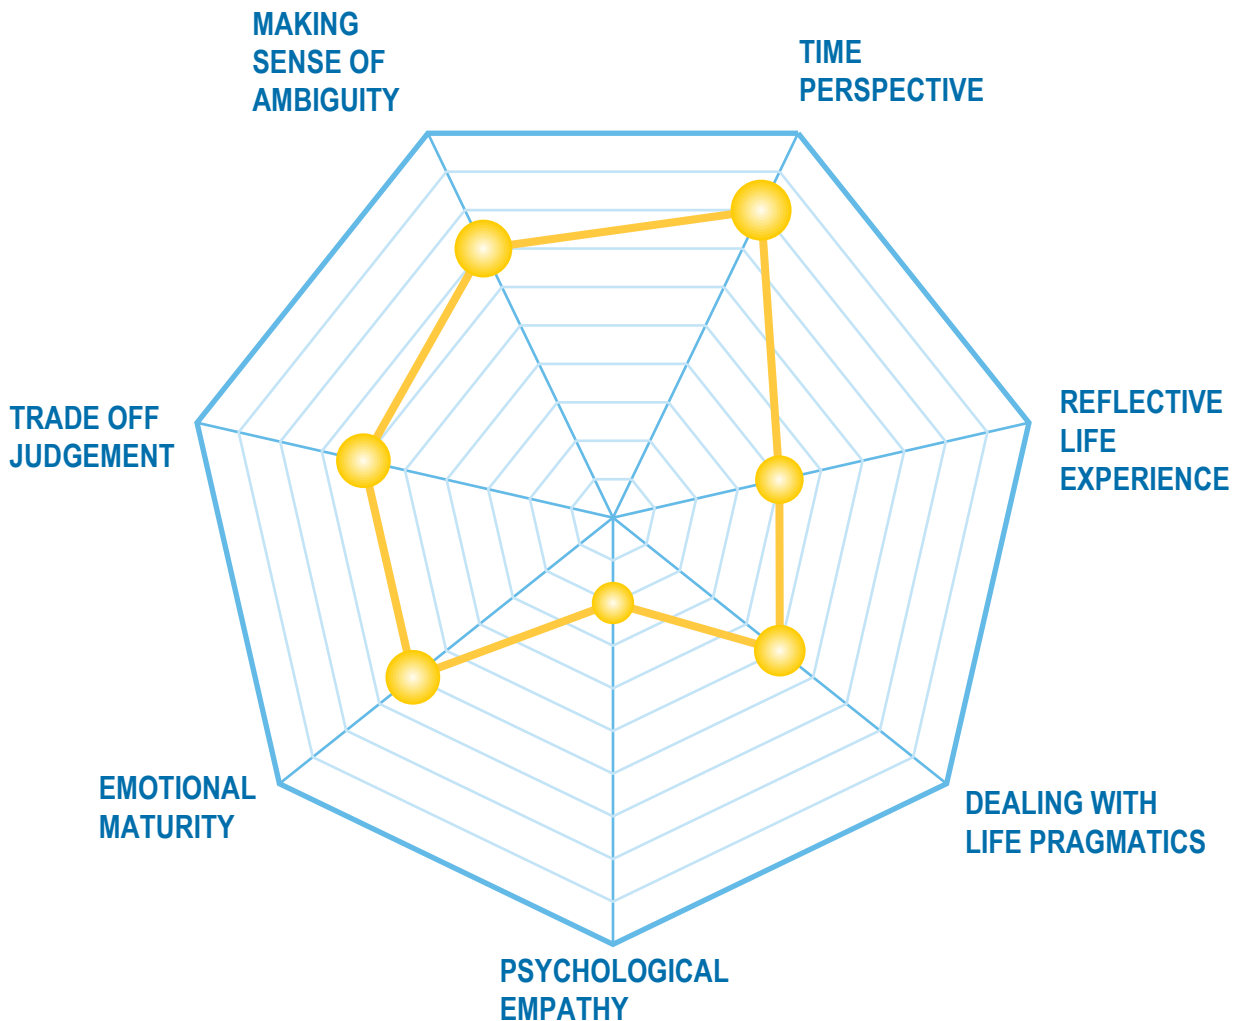 MAKING
SENSE OF
AMBIGUITY
TIME
PERSPECTIVE
REFLECTIVE
LIFE
EXPERIENCE
TRADE OFF
JUDGEMENT
EMOTIONAL
MATURITY
DEALING WITH
LIFE PRAGMATICS
PSYCHOLOGICAL
EMPATHY